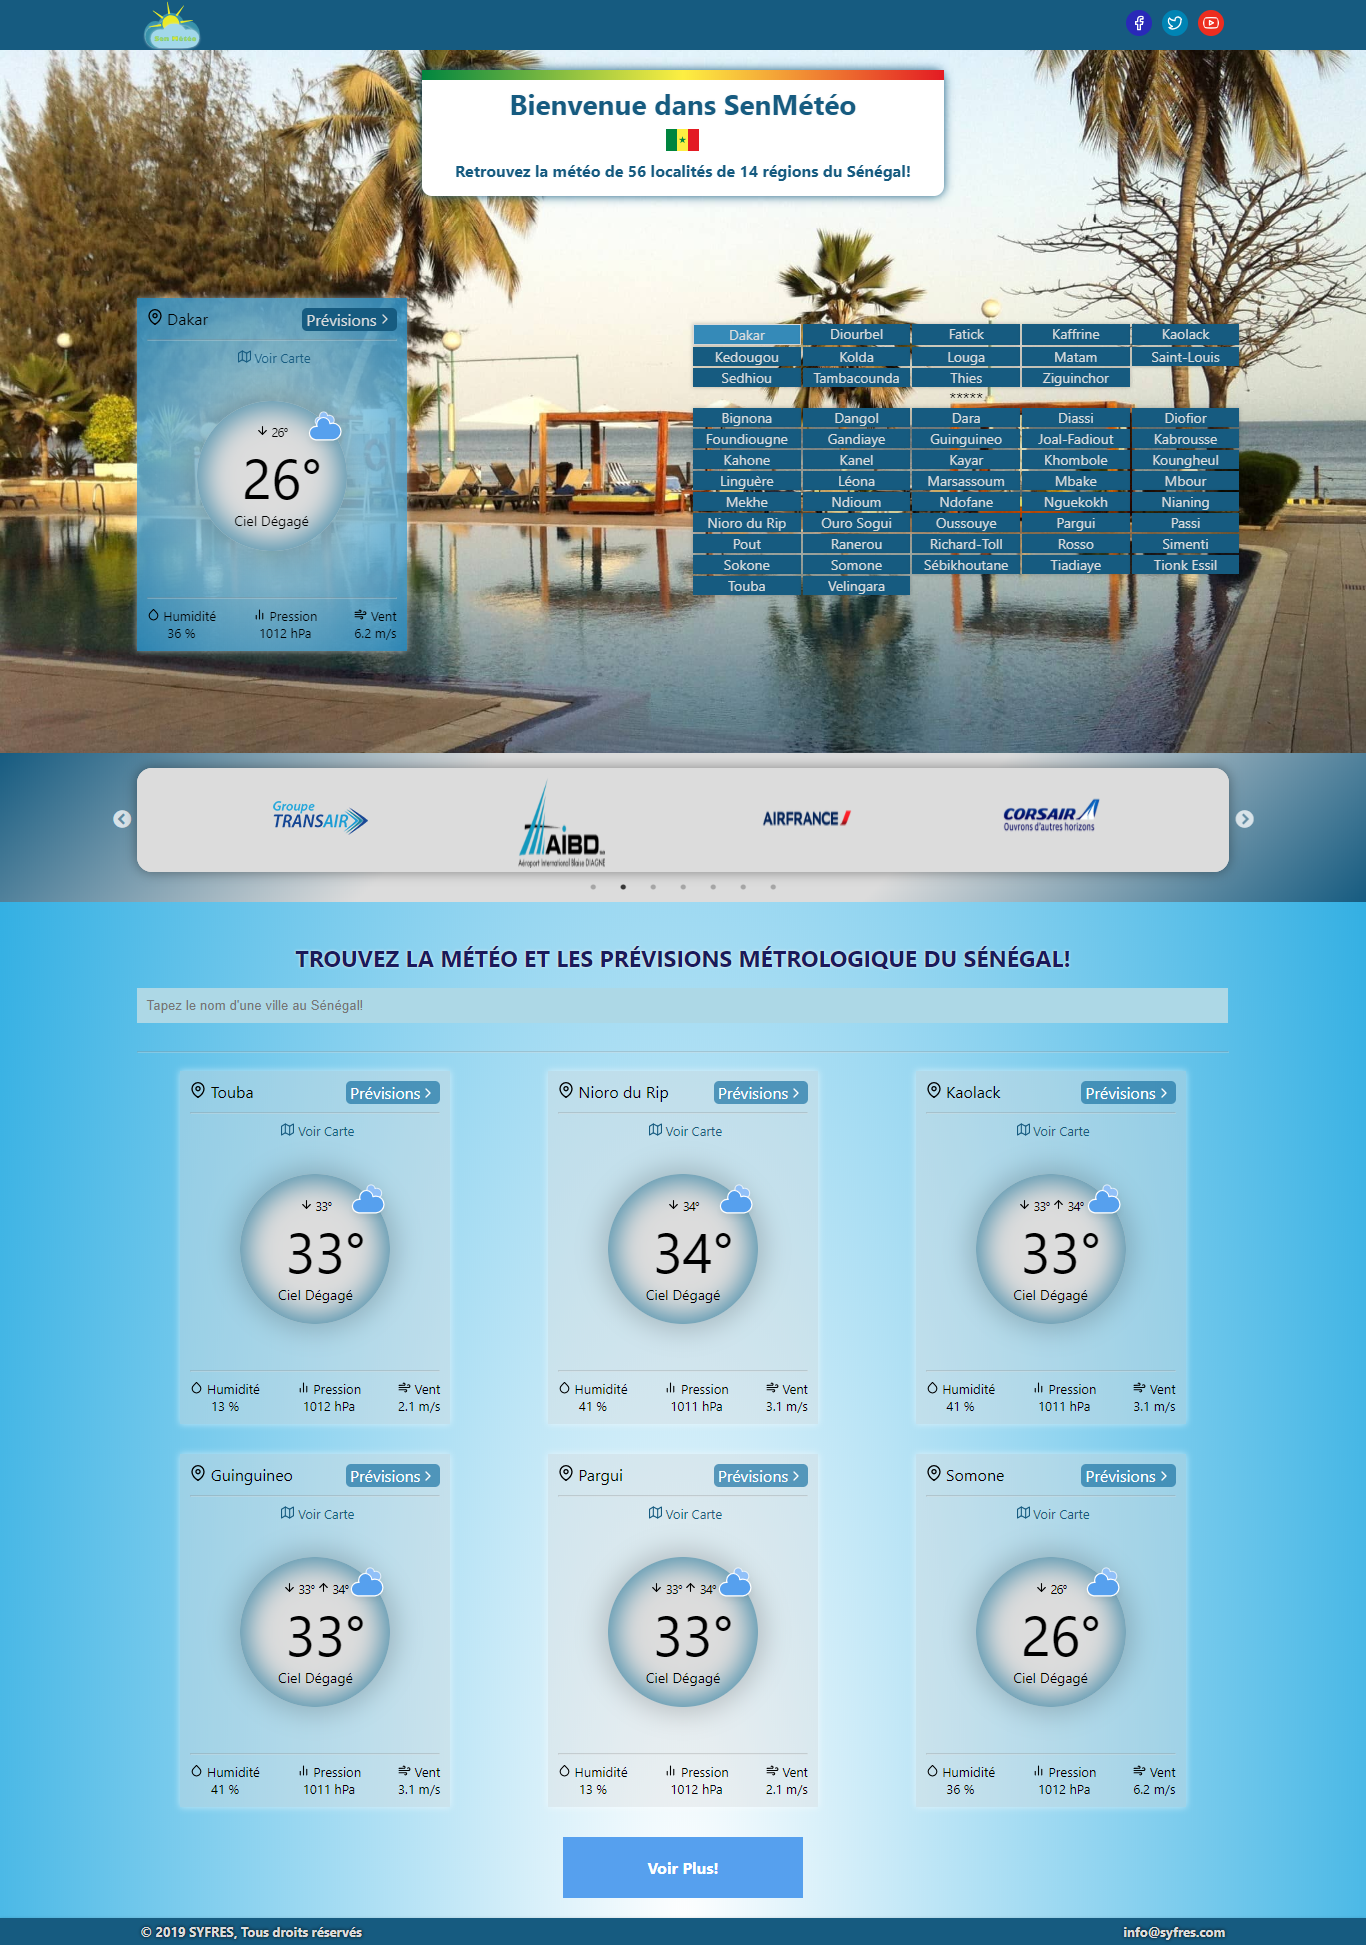 Bienvenue dans SenMétéo
Retrouvez la météo de 56 localités de 14 régions du Sénégal!
Dakar
Prévisions
Voir Carte
26°
26°
Ciel Dégagé
Humidité Pression Vent
36 % 1012 hPa 6.2 m/s
Dakar Diourbel Fatick Kaffrine Kaolack
Kedougou Kolda Louga Matam Saint-Louis
Sedhiou Tambacounda Thies Ziguinchor
*****
Bignona Dangol Dara Diassi Diofior
Foundiougne Gandiaye Guinguineo Joal-Fadiout Kabrousse
Kahone Kanel Kayar Khombole Koungheul
Linguère Léona Marsassoum Mbake Mbour
Mekhe Ndioum Ndofane Nguekokh Nianing
Nioro du Rip Ouro Sogui Oussouye Pargui Passi
Pout Ranerou Richard-Toll Rosso Simenti
Sokone Somone Sébikhoutane Tiadiaye Tionk Essil
Touba Velingara
Groupe
TRANSAIR
AIBD
Aéroport International Blaise DIAGNE
AIRFRANCE
CORSAIR
Ouvrons d'autres horizons
TROUVEZ LA MÉTÉO ET LES PRÉVISIONS MÉTROLOGIQUE DU SÉNÉGAL!
Tapez le nom d'une ville au Sénégal!
Touba Prévisions
Voir Carte
33°
33°
Ciel Dégagé
Humidité Pression Vent
13 % 1012 hPa 2.1 m/s
Nioro du Rip Prévisions
Voir Carte
34°
34°
Ciel Dégagé
Humidité Pression Vent
41 % 1011 hPa 3.1 m/s
Kaolack Prévisions
Voir Carte
33° 34°
33°
Ciel Dégagé
Humidité Pression Vent
41 % 1011 hPa 3.1 m/s
Guinguineo Prévisions
Voir Carte
33° 34°
33°
Ciel Dégagé
Humidité Pression Vent
41 % 1011 hPa 3.1 m/s
Pargui Prévisions
Voir Carte
33° 34°
33°
Ciel Dégagé
Humidité Pression Vent
13 % 1012 hPa 2.1 m/s
Somone Prévisions
Voir Carte
26°
26°
Ciel Dégagé
Humidité Pression Vent
36 % 1012 hPa 6.2 m/s
Voir Plus!
© 2019 SYFRES, Tous droits réservés
info@syfres.com